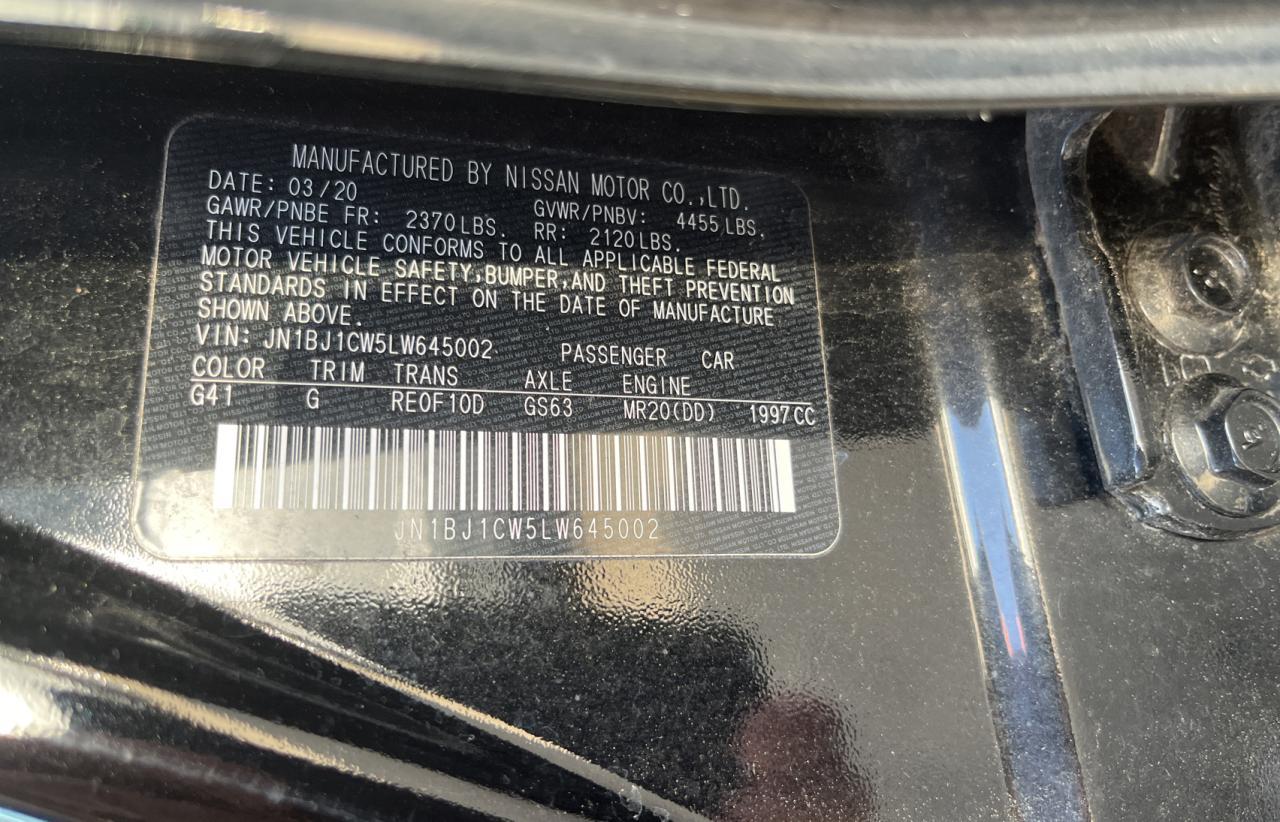 MANUFACTURED BY NISSAN MOTOR CO.,LTD.
DATE: 03/20
GAWR/PNBE FR: 2370 LBS. GVWR/PNBV: 4455 LBS.
RR: 2120 LBS.
THIS VEHICLE CONFORMS TO ALL APPLICABLE FEDERAL
MOTOR VEHICLE SAFETY,BUMPER,AND THEFT PREVENTION
STANDARDS IN EFFECT ON THE DATE OF MANUFACTURE
SHOWN ABOVE.
VIN: JN1BJ1CW5LW645002 PASSENGER CAR
COLOR TRIM TRANS AXLE ENGINE
G41 G RE0F10D GS63 MR20(DD) 1997CC
JN1BJ1CW5LW645002